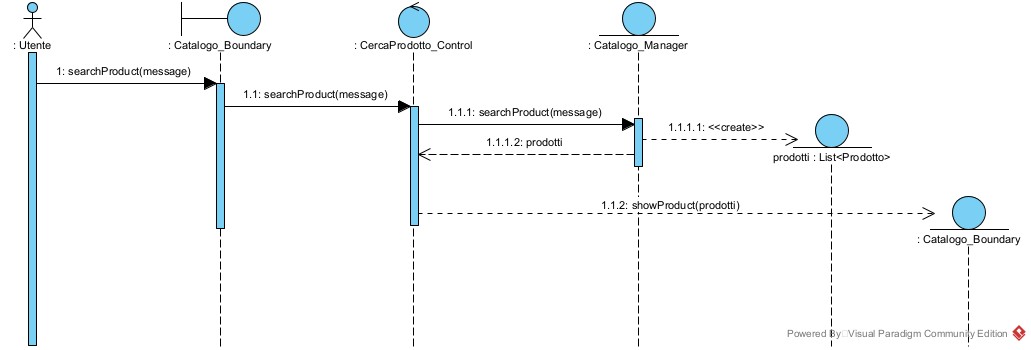 : Utente
: Catalogo_Boundary
: CercaProdotto_Control
: Catalogo_Manager
1: searchProduct(message)
1.1: searchProduct(message)
1.1.1: searchProduct(message)
1.1.1.1: <<create>>
1.1.1.2: prodotti
prodotti : List<Prodotto>
1.1.2: showProduct(prodotti)
: Catalogo_Boundary
Powered By Visual Paradigm Community Edition